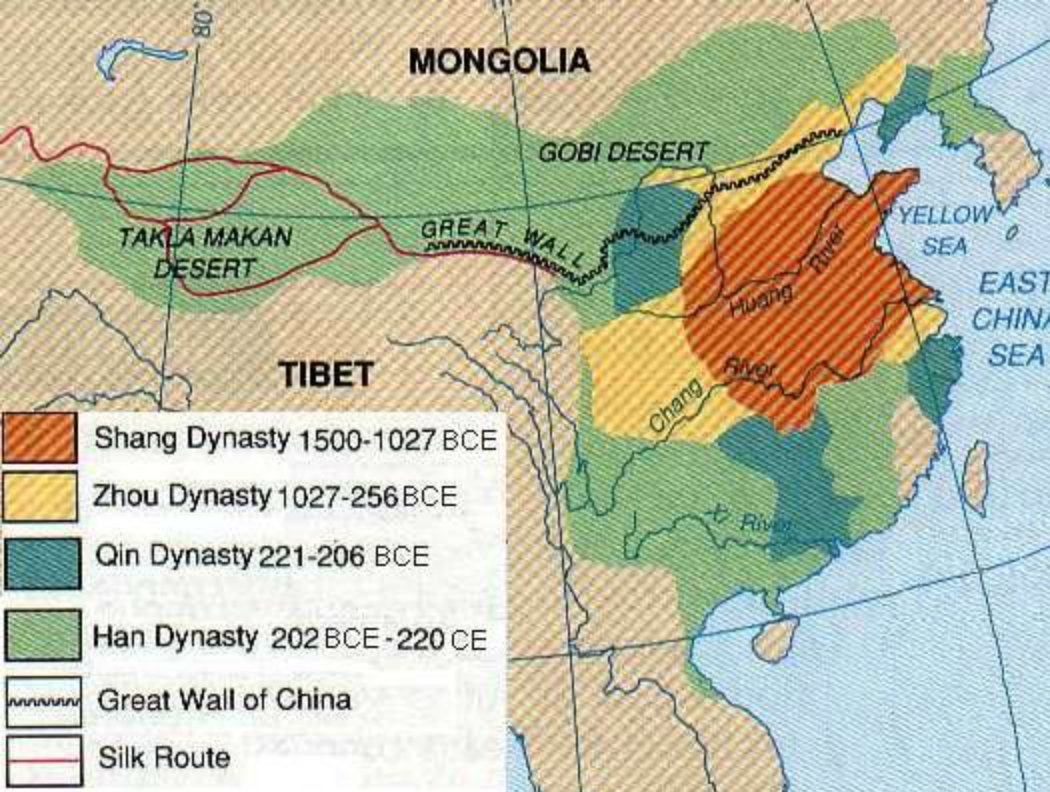 80°
MONGOLIA
GOBI DESERT
GREAT WALL
TAKLA MAKAN
DESERT
YELLOW
SEA
EAST
CHINA
SEA
Huang River
TIBET
Chang River
River
Shang Dynasty 1500-1027 BCE
Zhou Dynasty 1027-256 BCE
Qin Dynasty 221-206 BCE
Han Dynasty 202 BCE - 220 CE
Great Wall of China
Silk Route